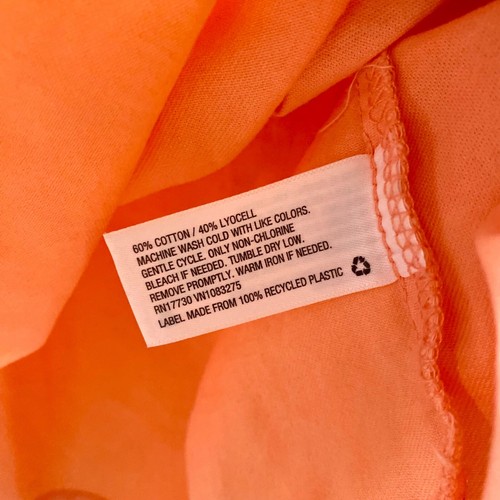 60% COTTON / 40% LYOCELL
MACHINE WASH COLD WITH LIKE COLORS.
GENTLE CYCLE. ONLY NON-CHLORINE
BLEACH IF NEEDED. TUMBLE DRY LOW.
REMOVE PROMPTLY. WARM IRON IF NEEDED.
RN17730 VN1083275
LABEL MADE FROM 100% RECYCLED PLASTIC